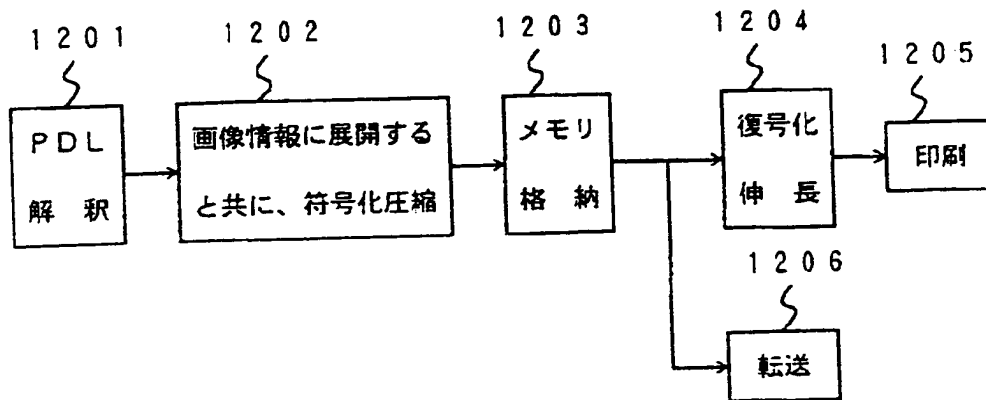 1201
1202
1203
1204
1205
PDL
解釈
画像情報に展開する
と共に、符号化圧縮
メモリ
格納
復号化
伸長
印刷
1206
転送